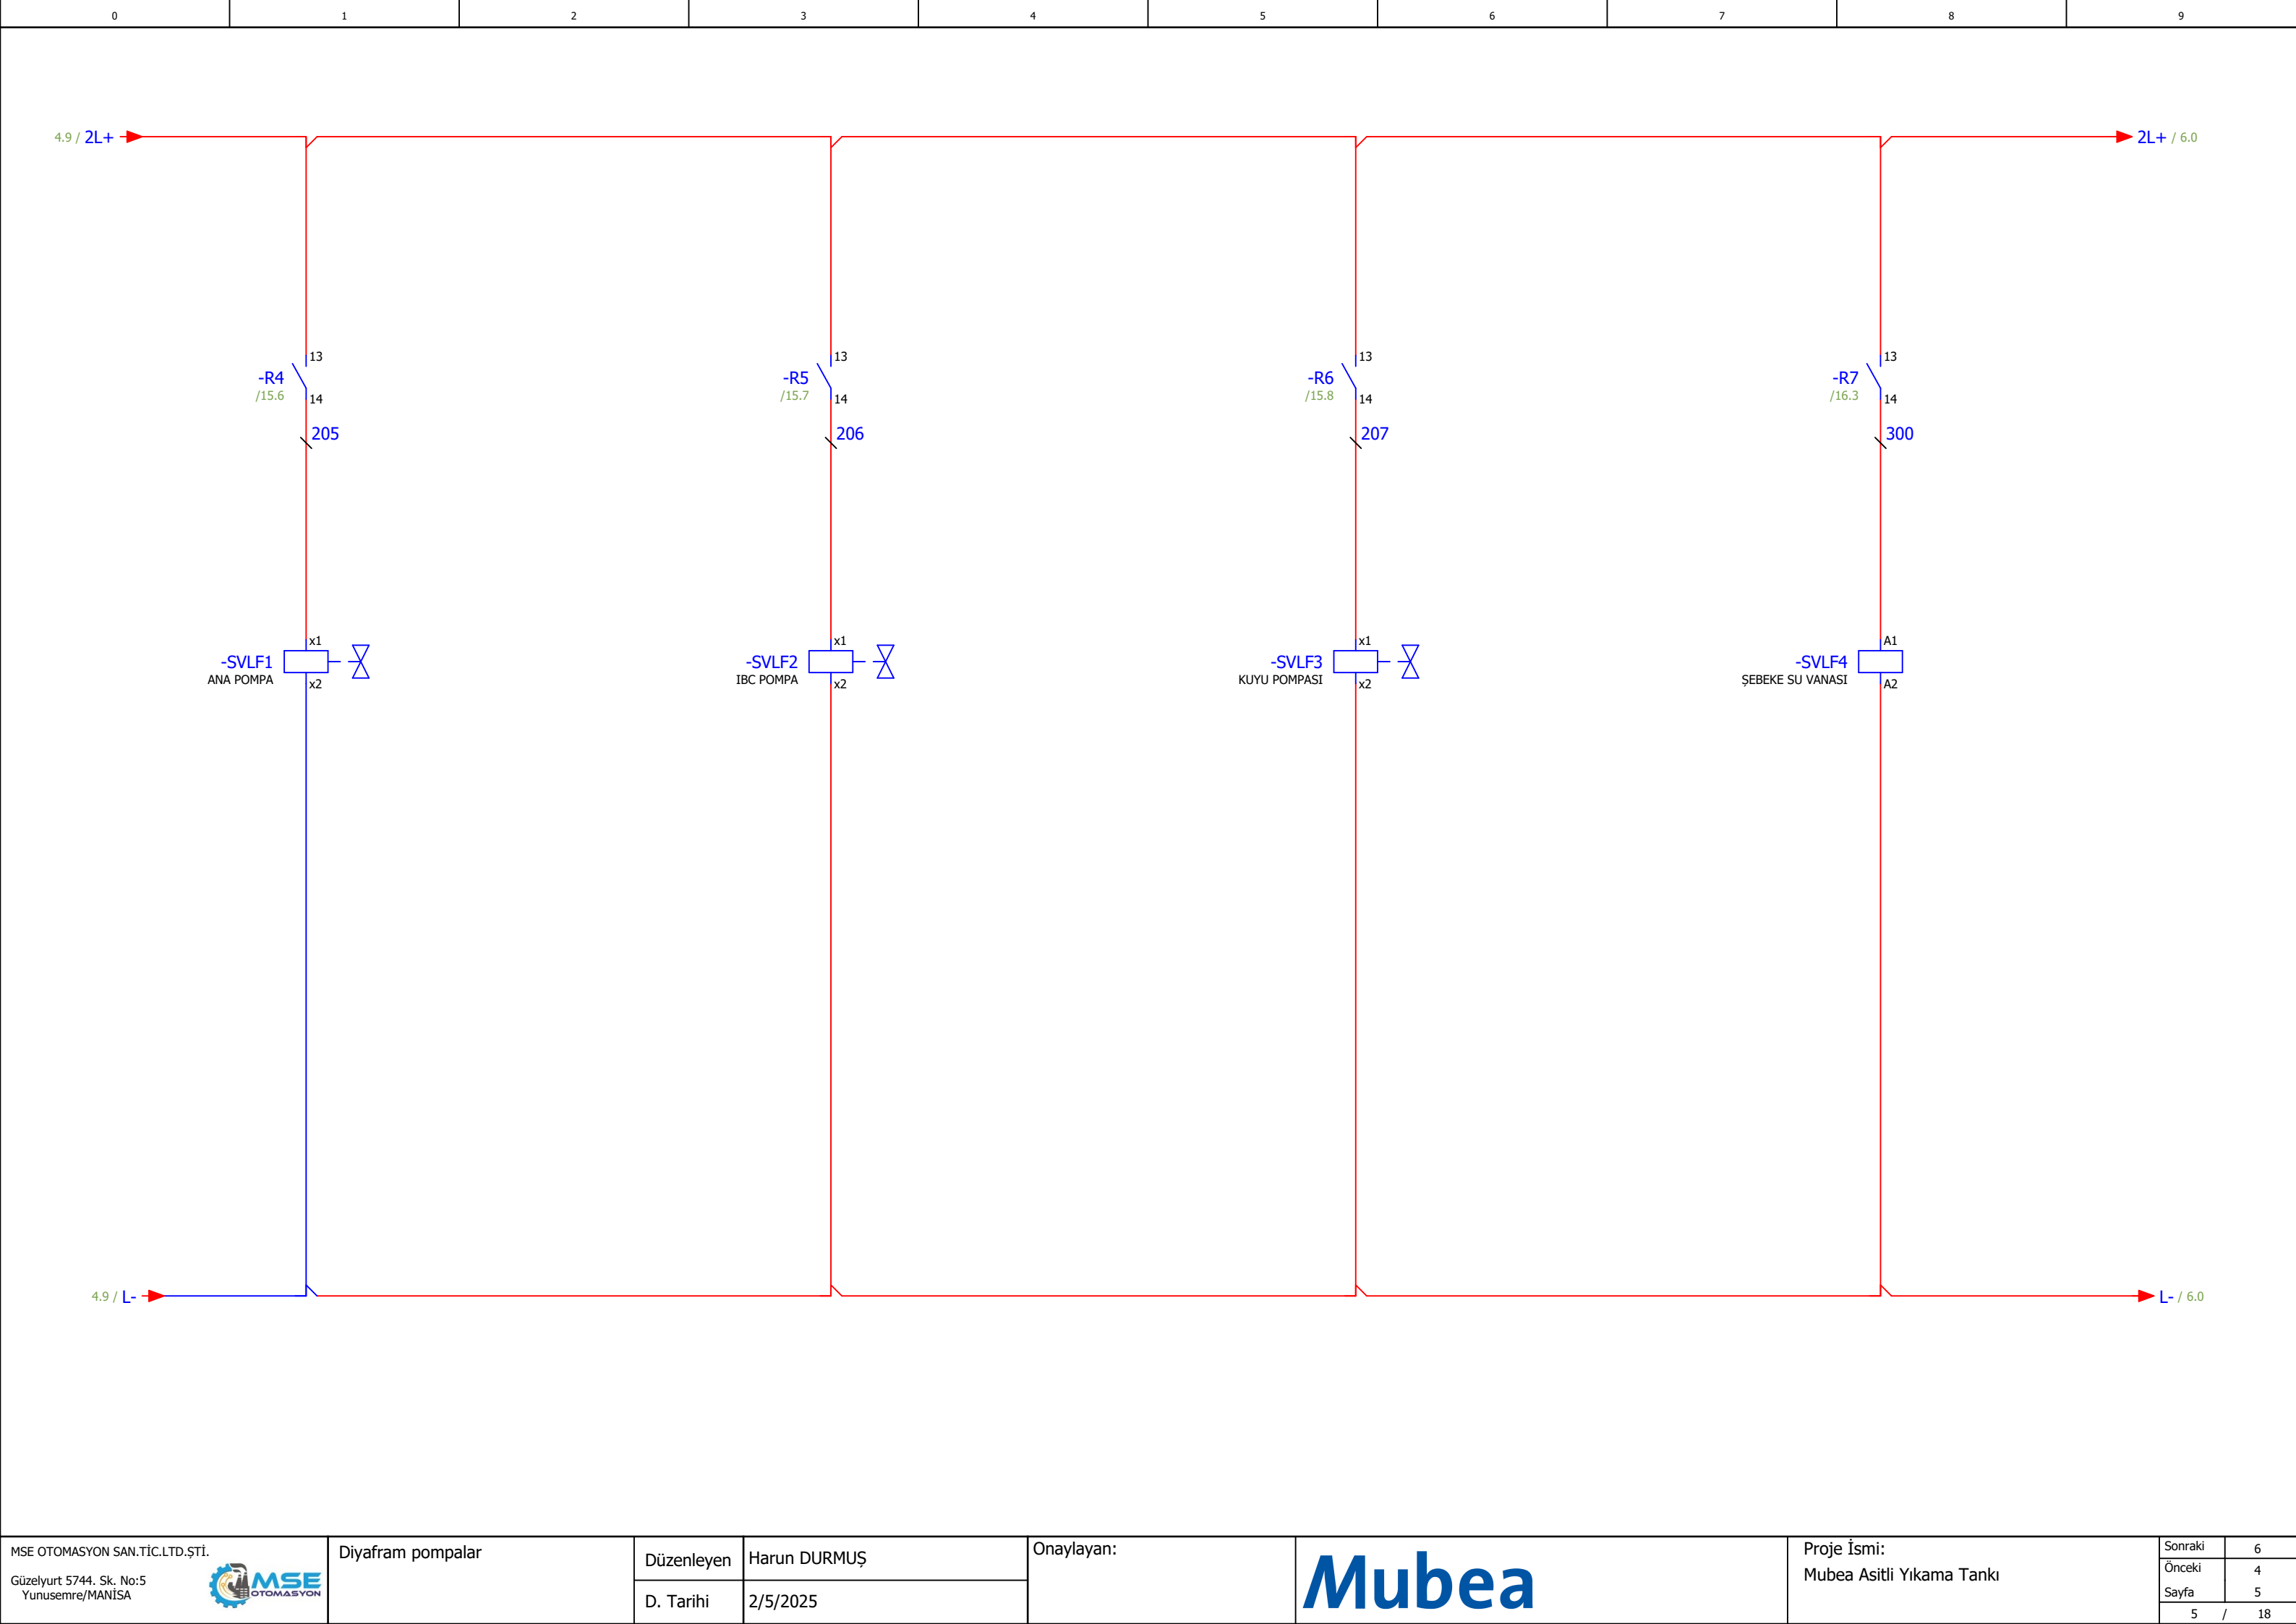 0 1 2 3 4 5 6 7 8 9
4.9 / 2L+
2L+ / 6.0
13 13 13 13
-R4 -R5 -R6 -R7
/15.6 /15.7 /15.8 /16.3
14 14 14 14
205 206 207 300
x1 x1 x1 A1
-SVLF1 -SVLF2 -SVLF3 -SVLF4
ANA POMPA IBC POMPA KUYU POMPASI ŞEBEKE SU VANASI
x2 x2 x2 A2
4.9 / L-
L- / 6.0
MSE OTOMASYON SAN.TİC.LTD.ŞTİ.
Güzelyurt 5744. Sk. No:5
Yunusemre/MANİSA
MSE
OTOMASYON
Diyafram pompalar
Düzenleyen Harun DURMUŞ
D. Tarihi 2/5/2025
Onaylayan:
Mubea
Proje İsmi:
Mubea Asitli Yıkama Tankı
Sonraki 6
Önceki 4
Sayfa 5
5 / 18